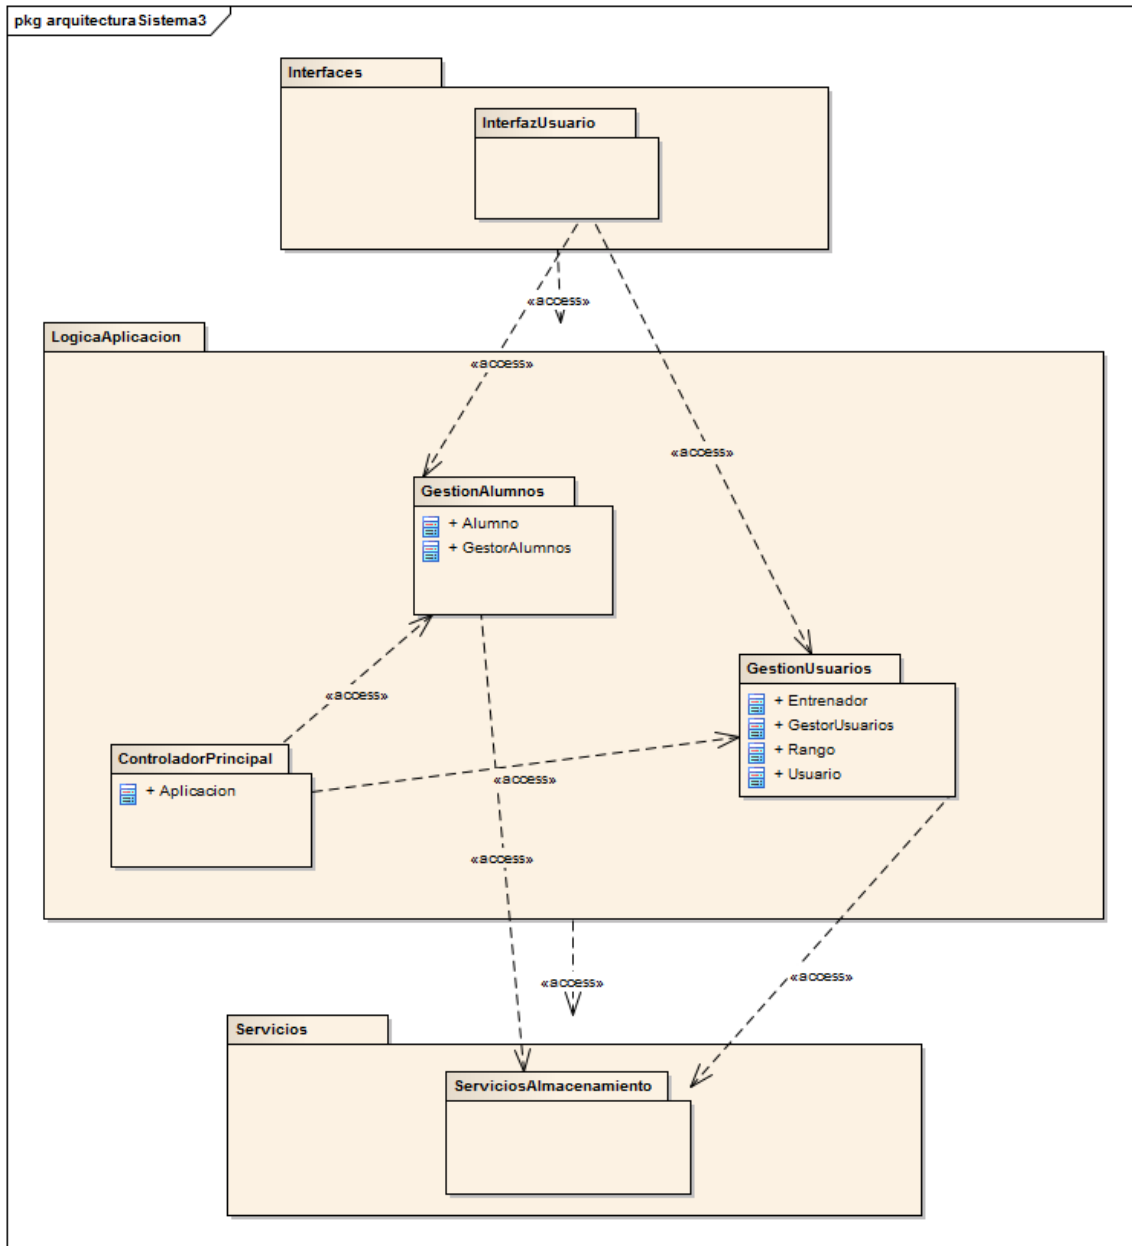 pkg arquitecturaSistema3
Interfaces
InterfazUsuario
«access»
LogicaAplicacion
«access»
«access»
GestionAlumnos
+ Alumno
+ GestorAlumnos
GestionUsuarios
«access»
+ Entrenador
+ GestorUsuarios
+ Rango
+ Usuario
ControladorPrincipal
+ Aplicacion
«access»
«access»
«access»
«access»
Servicios
ServiciosAlmacenamiento